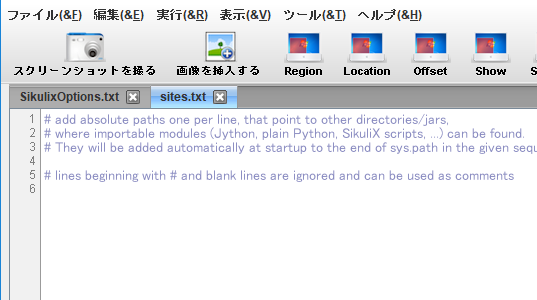 ファイル(&F) 編集(&E) 実行(&R) 表示(&V) ツール(&T) ヘルプ(&H)
スクリーンショットを撮る 画像を挿入する Region Location Offset Show
SikulixOptions.txt sites.txt
1 # add absolute paths one per line, that point to other directories/jars,
2 # where importable modules (Jython, plain Python, SikuliX scripts, ...) can be found.
3 # They will be added automatically at startup to the end of sys.path in the given sequ
4
5 # lines beginning with # and blank lines are ignored and can be used as comments
6